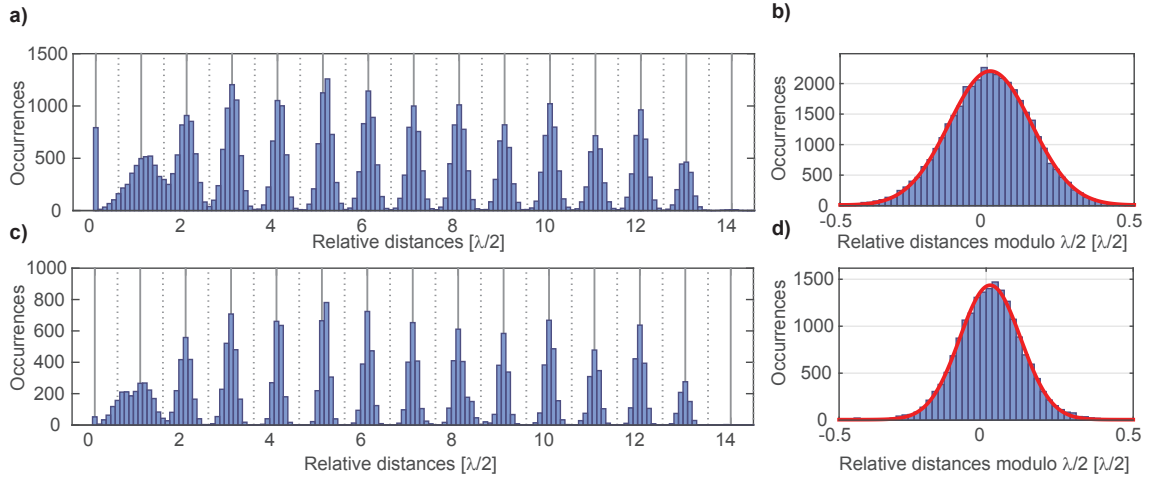 a)
b)
1500
1000
500
0
Occurrences
0 2 4 6 8 10 12 14
Relative distances [λ/2]
2000
1500
1000
500
0
Occurrences
-0.5 0 0.5
Relative distances modulo λ/2 [λ/2]
c)
d)
1000
800
600
400
200
0
Occurrences
0 2 4 6 8 10 12 14
Relative distances [λ/2]
1500
1000
500
0
Occurrences
-0.5 0 0.5
Relative distances modulo λ/2 [λ/2]